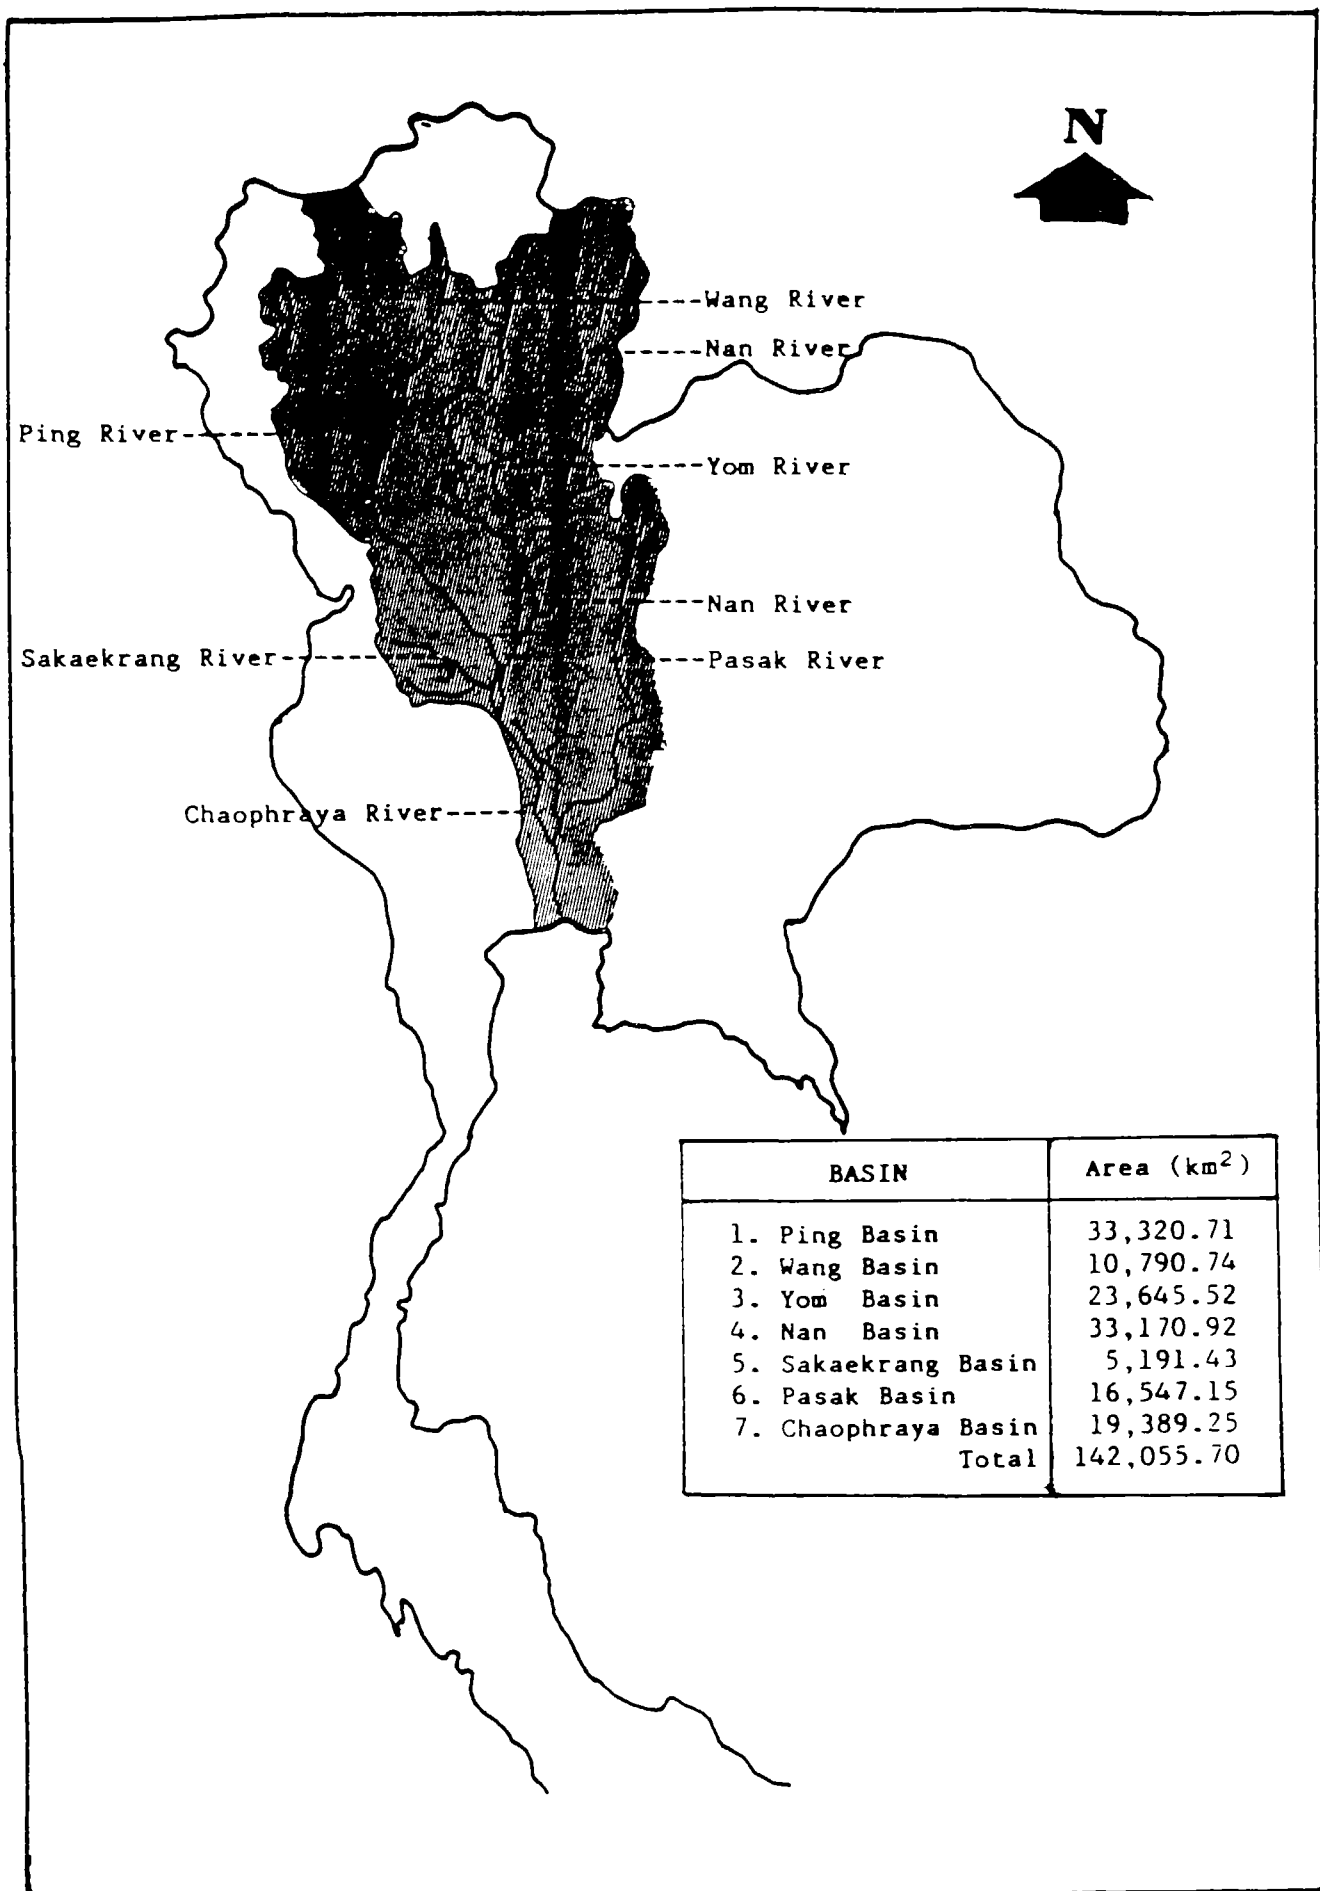 N
Wang River
Nan River
Ping River
Yom River
Nan River
Sakaekrang River
Pasak River
Chaophraya River
BASIN Area (km²)
1. Ping Basin 33,320.71
2. Wang Basin 10,790.74
3. Yom Basin 23,645.52
4. Nan Basin 33,170.92
5. Sakaekrang Basin 5,191.43
6. Pasak Basin 16,547.15
7. Chaophraya Basin 19,389.25
Total 142,055.70